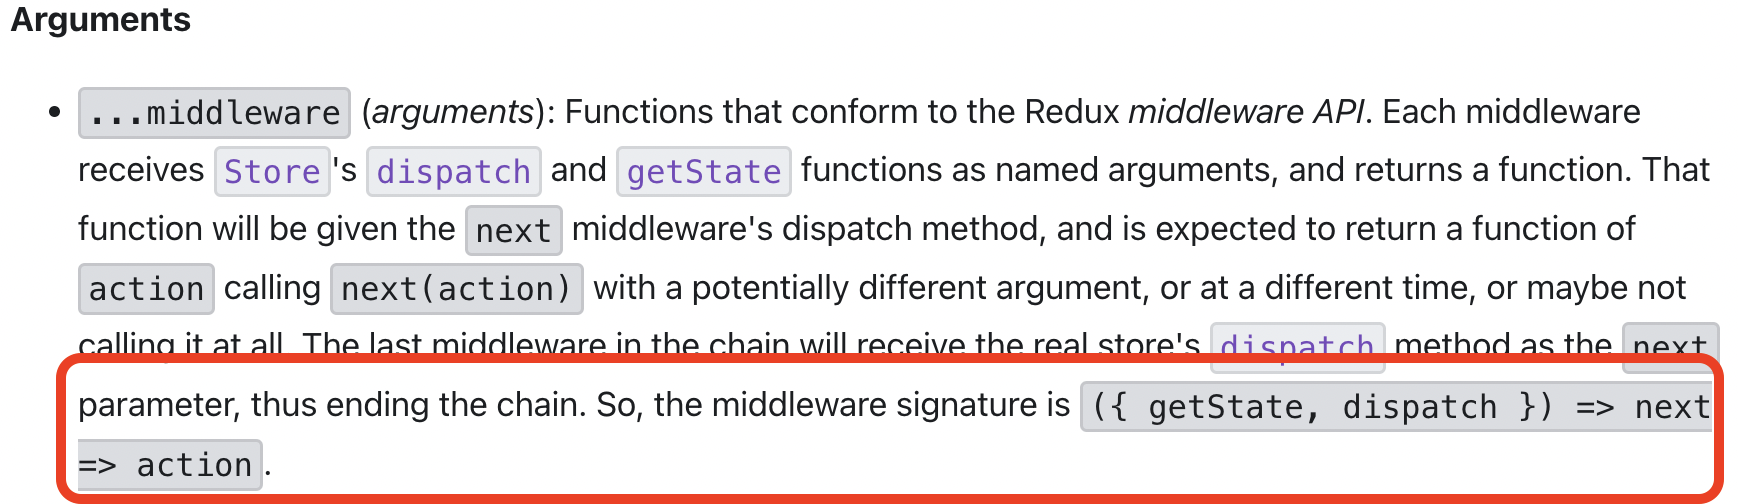 Arguments
• ...middleware (arguments): Functions that conform to the Redux middleware API. Each middleware
receives Store's dispatch and getState functions as named arguments, and returns a function. That
function will be given the next middleware's dispatch method, and is expected to return a function of
action calling next(action) with a potentially different argument, or at a different time, or maybe not
calling it at all. The last middleware in the chain will receive the real store's dispatch method as the next
parameter, thus ending the chain. So, the middleware signature is ({ getState, dispatch }) => next
=> action.